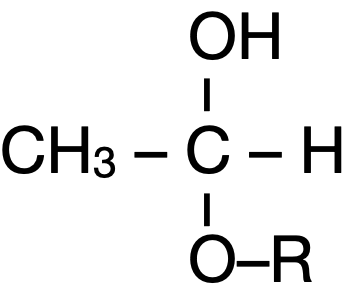 OH
CH₃ – C – H
O–R